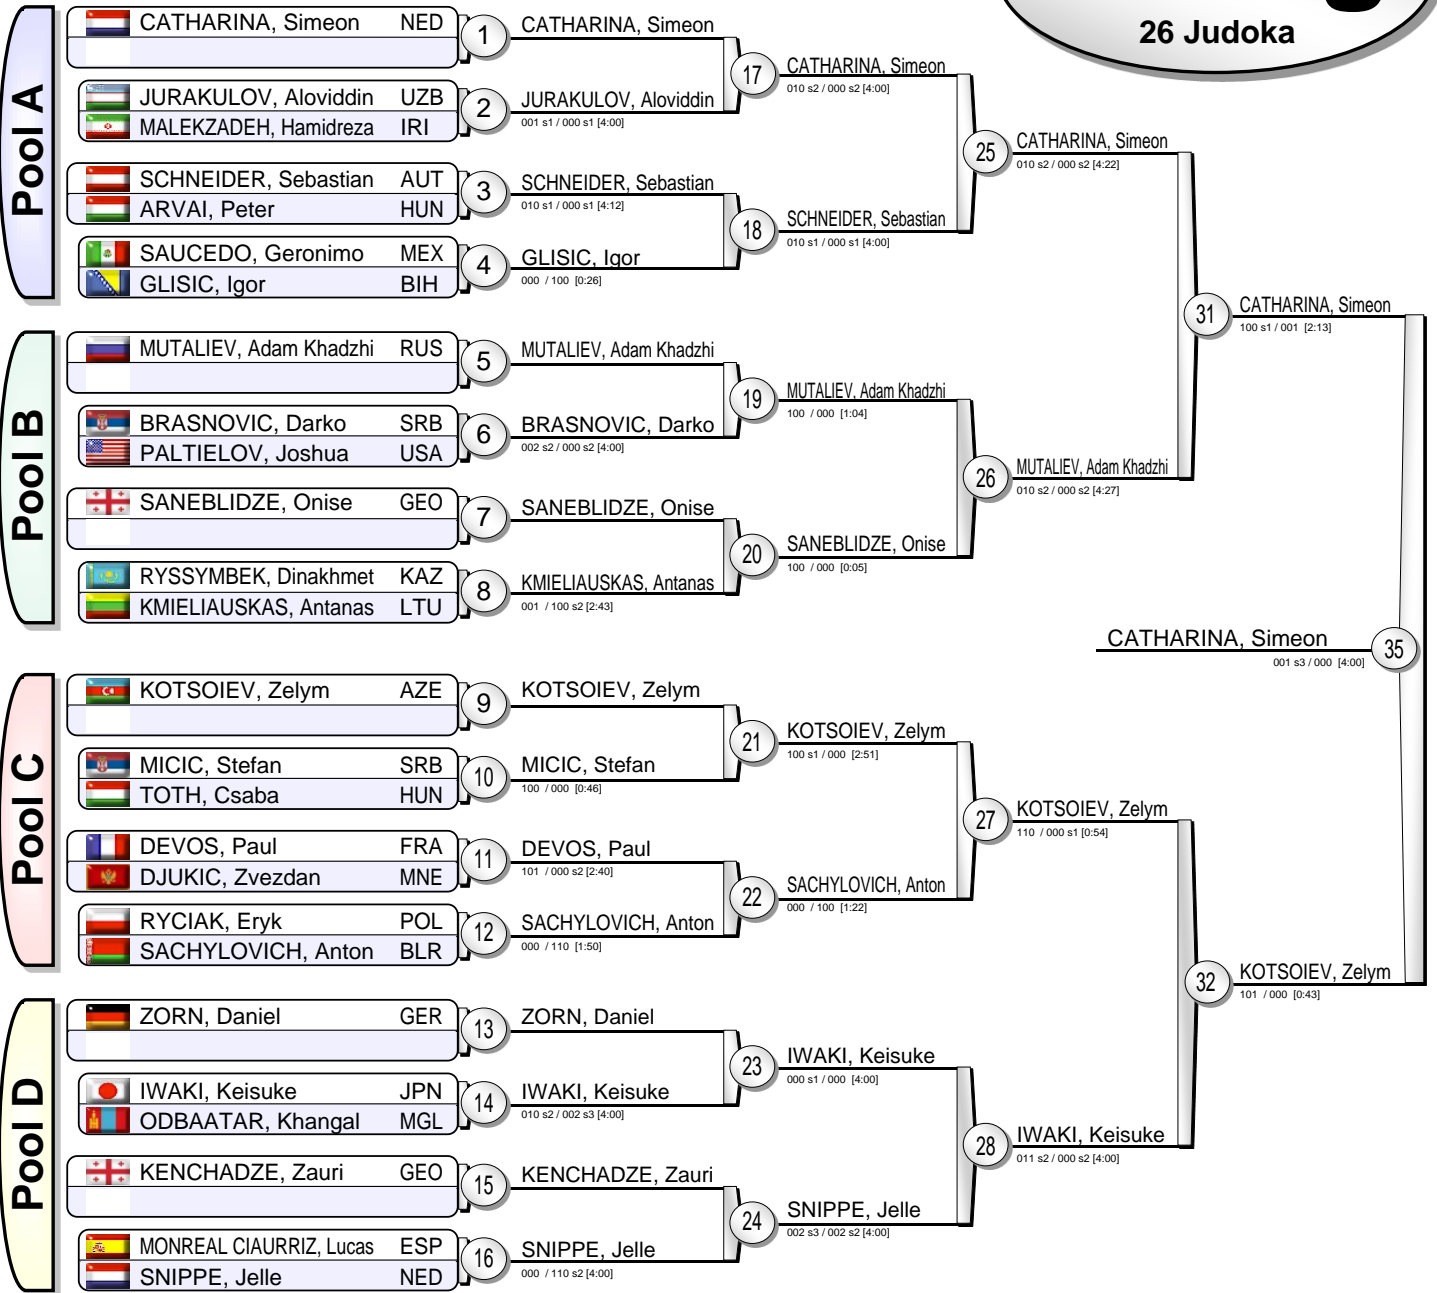 26 Judoka
Pool A
CATHARINA, Simeon NED
JURAKULOV, Aloviddin UZB
MALEKZADEH, Hamidreza IRI
SCHNEIDER, Sebastian AUT
ARVAI, Peter HUN
SAUCEDO, Geronimo MEX
GLISIC, Igor BIH
Pool B
MUTALIEV, Adam Khadzhi RUS
BRASNOVIC, Darko SRB
PALTIELOV, Joshua USA
SANEBLIDZE, Onise GEO
RYSSYMBEK, Dinakhmet KAZ
KMIELIAUSKAS, Antanas LTU
Pool C
KOTSOIEV, Zelym AZE
MICIC, Stefan SRB
TOTH, Csaba HUN
DEVOS, Paul FRA
DJUKIC, Zvezdan MNE
RYCIAK, Eryk POL
SACHYLOVICH, Anton BLR
Pool D
ZORN, Daniel GER
IWAKI, Keisuke JPN
ODBAATAR, Khangal MGL
KENCHADZE, Zauri GEO
MONREAL CIAURRIZ, Lucas ESP
SNIPPE, Jelle NED
1 CATHARINA, Simeon
2 JURAKULOV, Aloviddin
001 s1 / 000 s1 [4:00]
3 SCHNEIDER, Sebastian
010 s1 / 000 s1 [4:12]
4 GLISIC, Igor
000 / 100 [0:26]
5 MUTALIEV, Adam Khadzhi
6 BRASNOVIC, Darko
002 s2 / 000 s2 [4:00]
7 SANEBLIDZE, Onise
8 KMIELIAUSKAS, Antanas
001 / 100 s2 [2:43]
9 KOTSOIEV, Zelym
10 MICIC, Stefan
100 / 000 [0:46]
11 DEVOS, Paul
101 / 000 s2 [2:40]
12 SACHYLOVICH, Anton
000 / 110 [1:50]
13 ZORN, Daniel
14 IWAKI, Keisuke
010 s2 / 002 s3 [4:00]
15 KENCHADZE, Zauri
16 SNIPPE, Jelle
000 / 110 s2 [4:00]
17 CATHARINA, Simeon
010 s2 / 000 s2 [4:00]
18 SCHNEIDER, Sebastian
010 s1 / 000 s1 [4:00]
19 MUTALIEV, Adam Khadzhi
100 / 000 [1:04]
20 SANEBLIDZE, Onise
100 / 000 [0:05]
21 KOTSOIEV, Zelym
100 s1 / 000 [2:51]
22 SACHYLOVICH, Anton
000 / 100 [1:22]
23 IWAKI, Keisuke
000 s1 / 000 [4:00]
24 SNIPPE, Jelle
002 s3 / 002 s2 [4:00]
25 CATHARINA, Simeon
010 s2 / 000 s2 [4:22]
26 MUTALIEV, Adam Khadzhi
010 s2 / 000 s2 [4:27]
27 KOTSOIEV, Zelym
110 / 000 s1 [0:54]
28 IWAKI, Keisuke
011 s2 / 000 s2 [4:00]
31 CATHARINA, Simeon
100 s1 / 001 [2:13]
32 KOTSOIEV, Zelym
101 / 000 [0:43]
CATHARINA, Simeon 35
001 s3 / 000 [4:00]